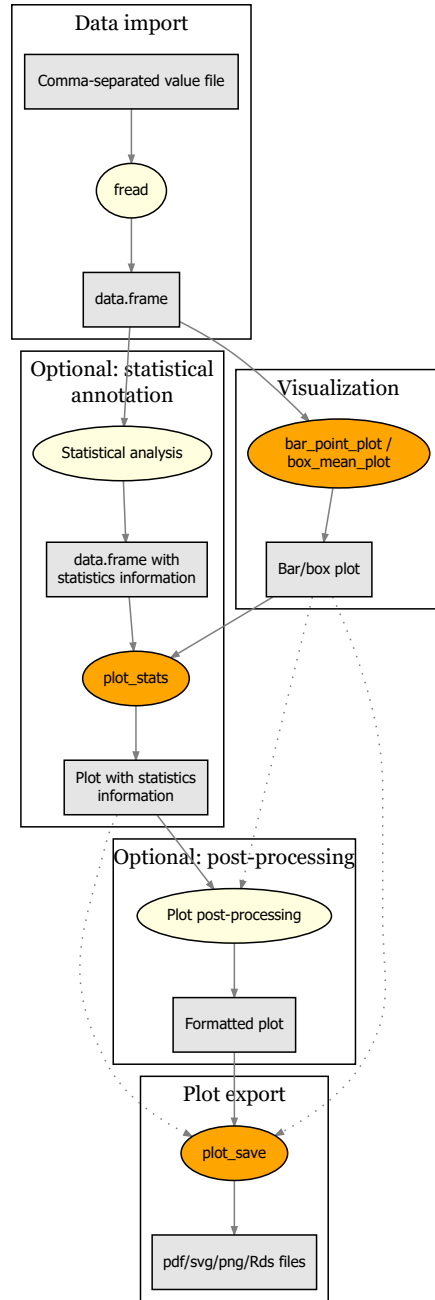 Data import
Comma-separated value file
fread
data.frame
Optional: statistical
annotation
Statistical analysis
data.frame with
statistics information
plot_stats
Plot with statistics
information
Visualization
bar_point_plot /
box_mean_plot
Bar/box plot
Optional: post-processing
Plot post-processing
Formatted plot
Plot export
plot_save
pdf/svg/png/Rds files